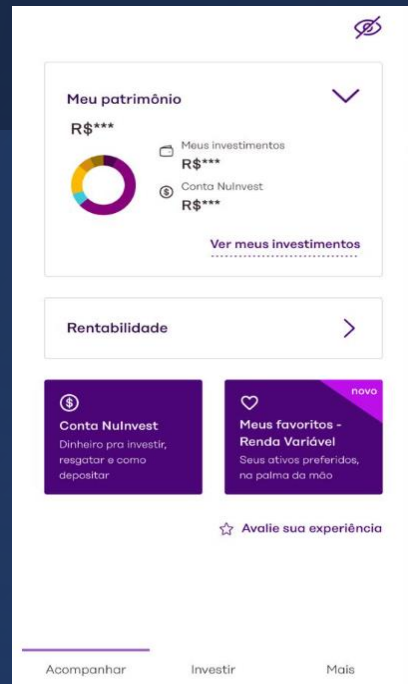 Meu patrimônio
R$***
Meus investimentos
R$***
Conta NuInvest
R$***
Ver meus investimentos
Rentabilidade
Conta NuInvest
Dinheiro pra investir,
resgatar e como
depositar
novo
Meus favoritos -
Renda Variável
Seus ativos preferidos,
na palma da mão
Avalie sua experiência
Acompanhar
Investir
Mais